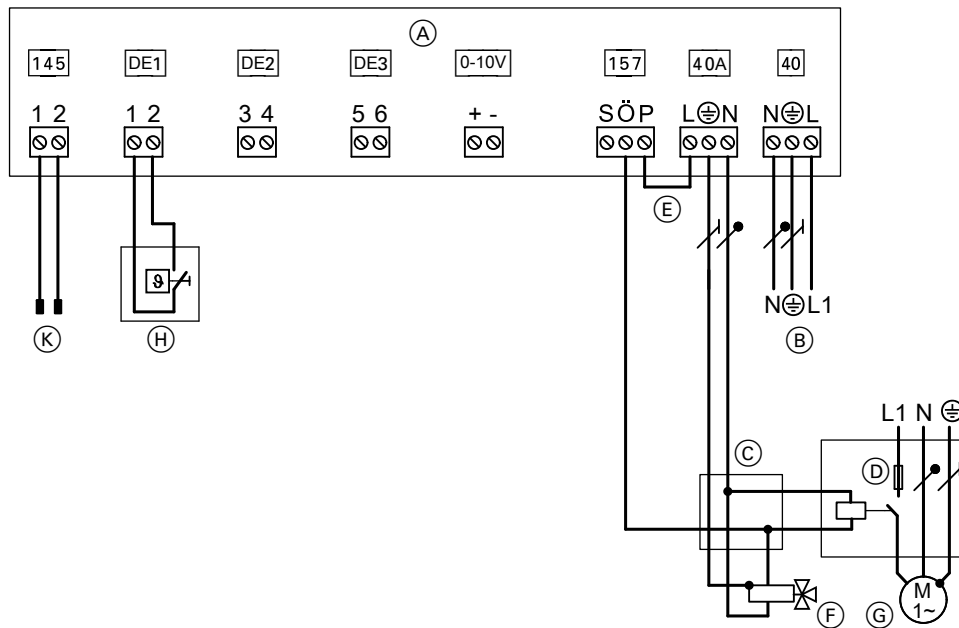 A
145 DE1 DE2 DE3 0-10V 157 40A 40
1 2 1 2 3 4 5 6 + - S Ö P L N N L
E
N L1
K H B
L1 N
C
D
ϑ
M
1~
F G